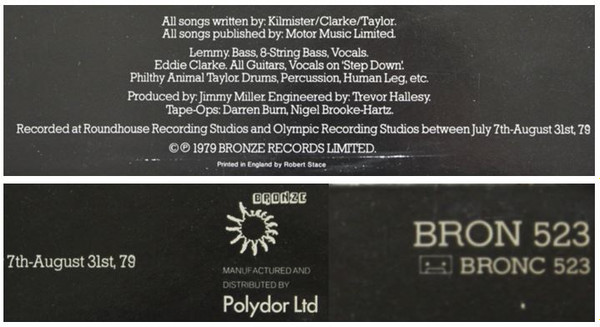 All songs written by: Kilmister/Clarke/Taylor.
All songs published by: Motor Music Limited.
Lemmy. Bass, 8-String Bass, Vocals.
Eddie Clarke. All Guitars, Vocals on 'Step Down'.
Philthy Animal Taylor. Drums, Percussion, Human Leg, etc.
Produced by: Jimmy Miller. Engineered by: Trevor Hallesy.
Tape-Ops: Darren Burn, Nigel Brooke-Hartz.
Recorded at Roundhouse Recording Studios and Olympic Recording Studios between July 7th-August 31st, 79
© ℗ 1979 BRONZE RECORDS LIMITED.
Printed in England by Robert Stace
7th-August 31st, 79
BRONZE
MANUFACTURED AND
DISTRIBUTED BY
Polydor Ltd
BRON 523
BRONC 523